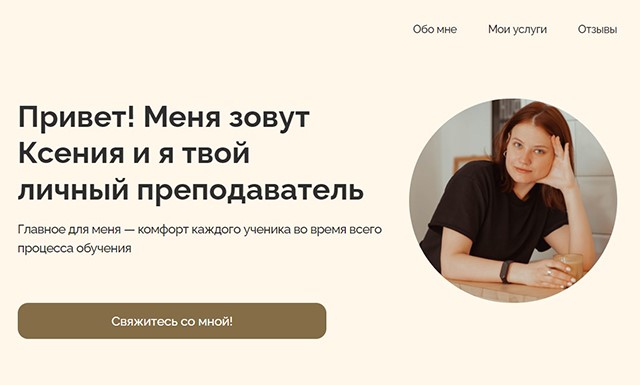 Обо мне
Мои услуги
Отзывы
Привет! Меня зовут
Ксения и я твой
личный преподаватель
Главное для меня — комфорт каждого ученика во время всего
процесса обучения
Свяжитесь со мной!